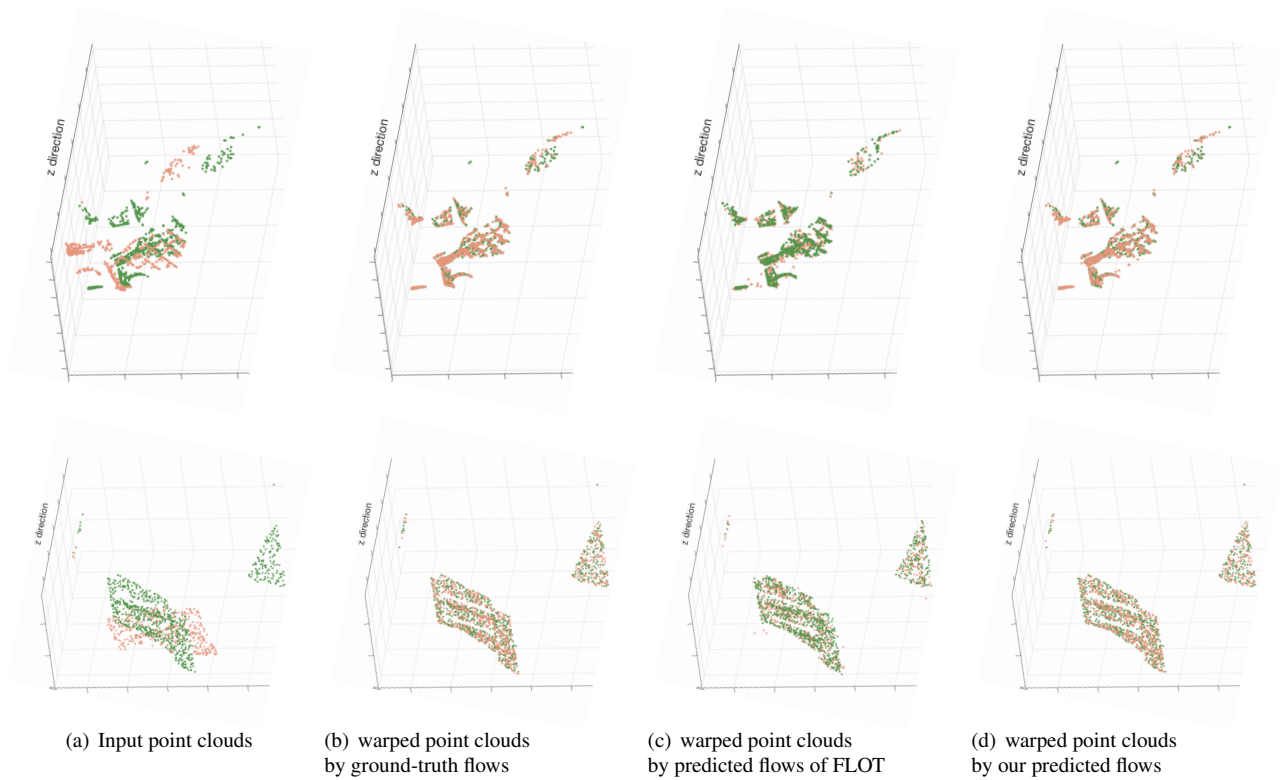 z direction
z direction
z direction
z direction
z direction
z direction
z direction
z direction
(a) Input point clouds
(b) warped point clouds
by ground-truth flows
(c) warped point clouds
by predicted flows of FLOT
(d) warped point clouds
by our predicted flows